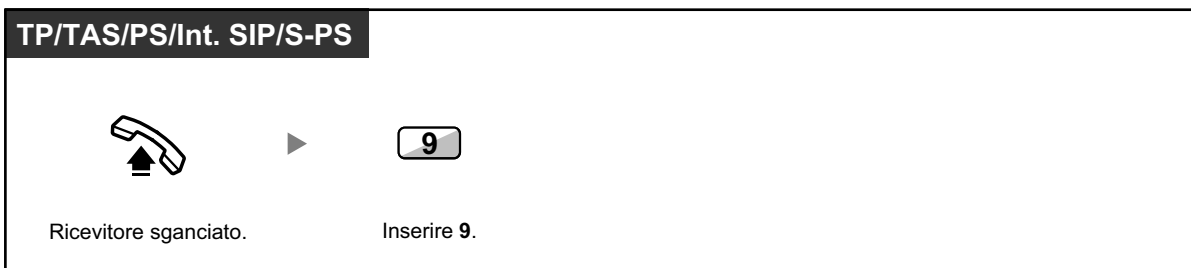 TP/TAS/PS/Int. SIP/S-PS
9
Ricevitore sganciato.
Inserire 9.